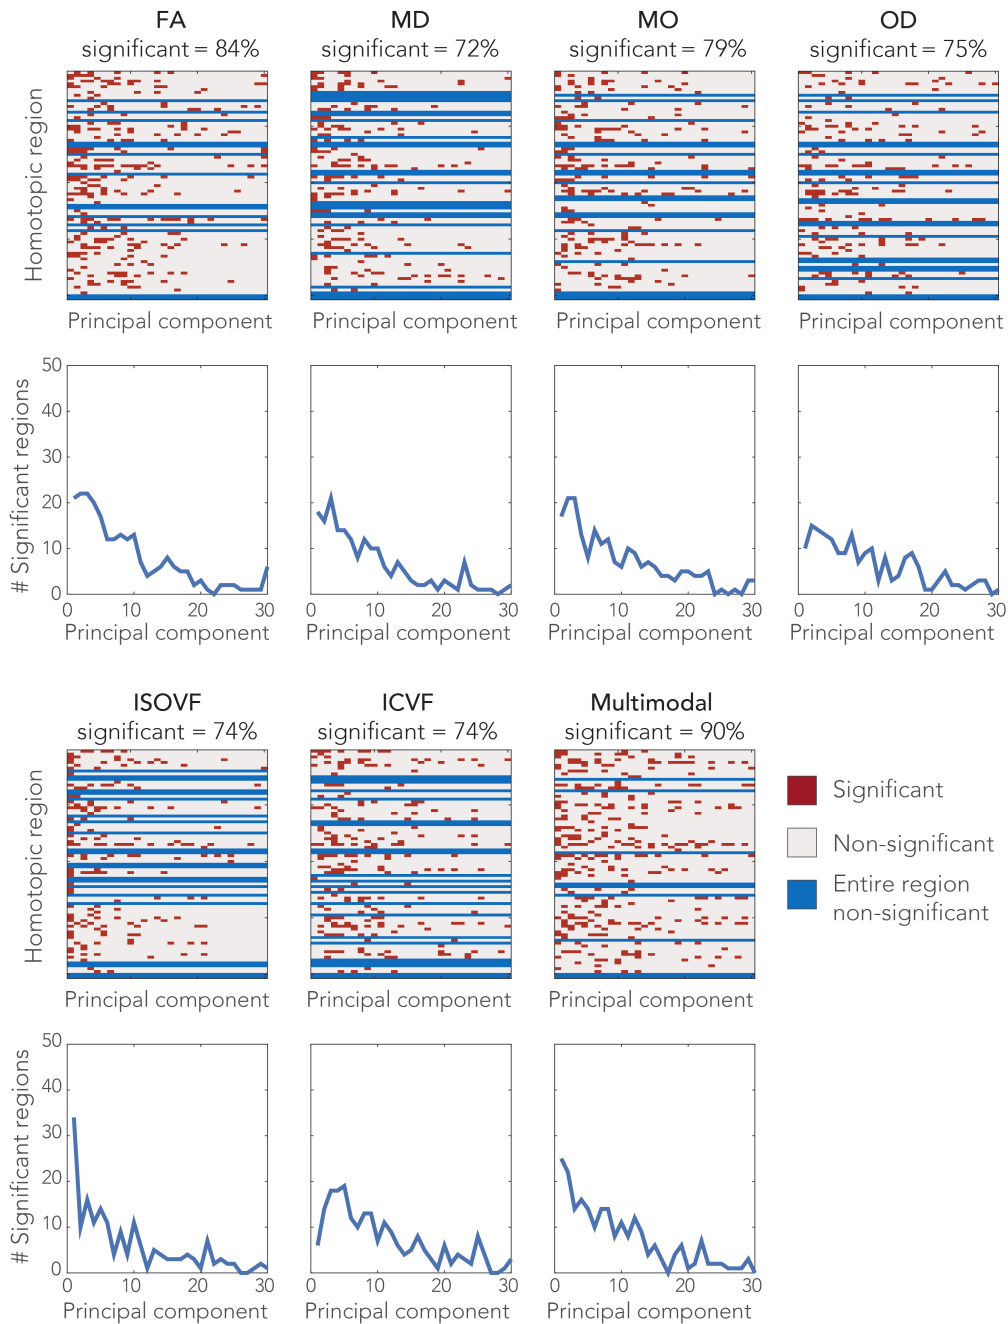 FA MD MO OD
significant = 84% significant = 72% significant = 79% significant = 75%
Homotopic region
Principal component Principal component Principal component Principal component
50
40
30
20
10
0
# Significant regions
0 10 20 30 0 10 20 30 0 10 20 30 0 10 20 30
Principal component Principal component Principal component Principal component
ISOVF ICVF Multimodal
significant = 74% significant = 74% significant = 90%
Homotopic region
Significant
Non-significant
Entire region
non-significant
Principal component Principal component Principal component
50
40
30
20
10
0
# Significant regions
0 10 20 30 0 10 20 30 0 10 20 30
Principal component Principal component Principal component